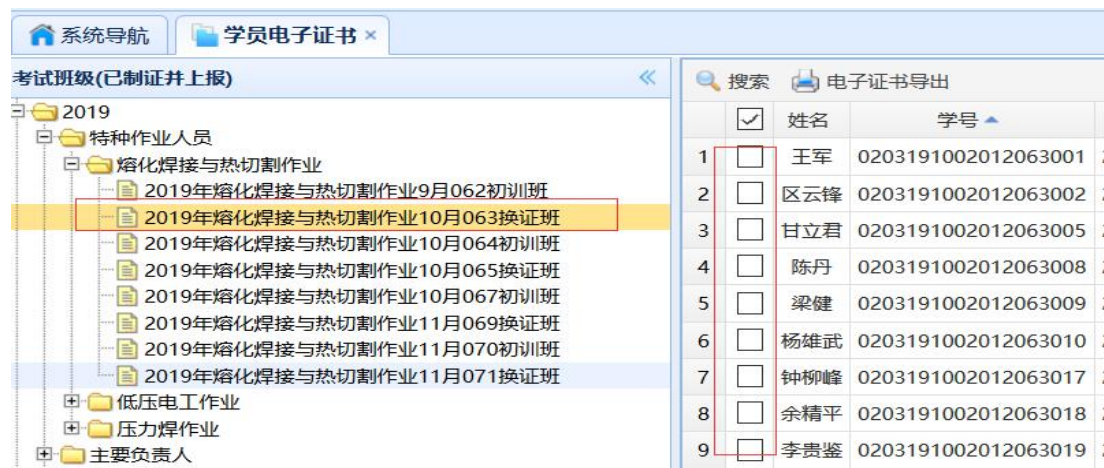 系统导航 学员电子证书
考试班级(已制证并上报)
2019
特种作业人员
熔化焊接与热切割作业
2019年熔化焊接与热切割作业9月062初训班
2019年熔化焊接与热切割作业10月063换证班
2019年熔化焊接与热切割作业10月064初训班
2019年熔化焊接与热切割作业10月065换证班
2019年熔化焊接与热切割作业10月067初训班
2019年熔化焊接与热切割作业11月069换证班
2019年熔化焊接与热切割作业11月070初训班
2019年熔化焊接与热切割作业11月071换证班
低压电工作业
压力焊作业
主要负责人
搜索 电子证书导出
姓名 学号
1 王军 0203191002012063001
2 区云锋 0203191002012063002
3 甘立君 0203191002012063005
4 陈丹 0203191002012063008
5 梁健 0203191002012063009
6 杨雄武 0203191002012063010
7 钟柳峰 0203191002012063017
8 余精平 0203191002012063018
9 李贵鉴 0203191002012063019